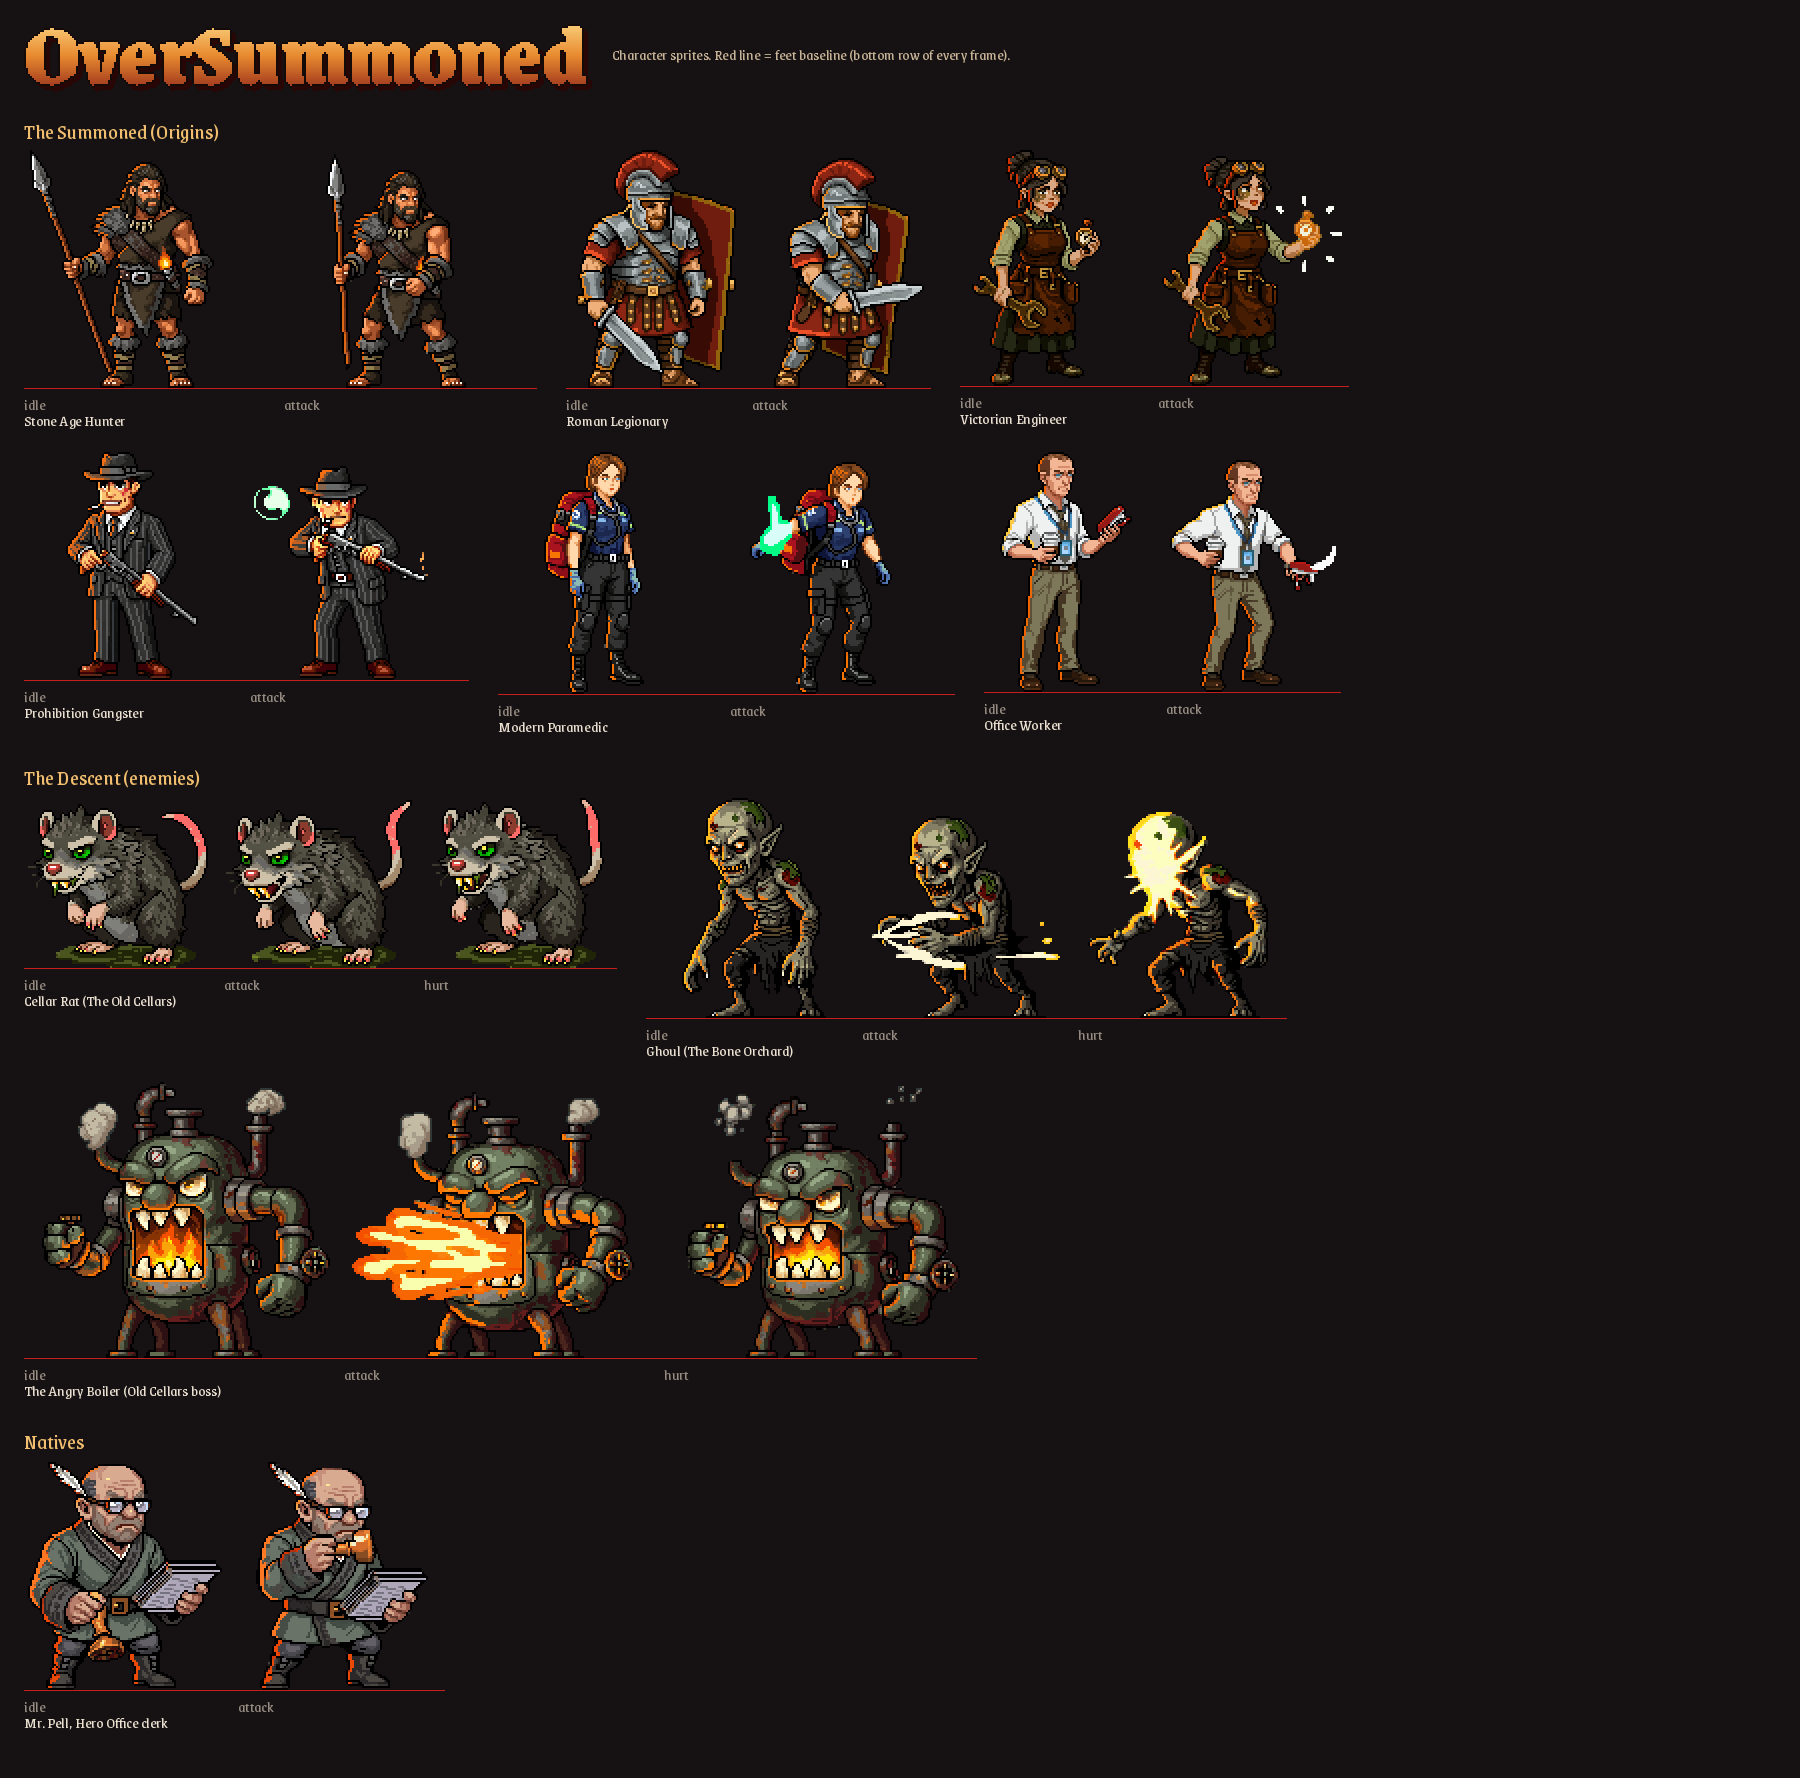 OverSummoned
Character sprites. Red line = feet baseline (bottom row of every frame).
The Summoned (Origins)
idle
attack
Stone Age Hunter
idle
attack
Roman Legionary
idle
attack
Victorian Engineer
idle
attack
Prohibition Gangster
idle
attack
Modern Paramedic
idle
attack
Office Worker
The Descent (enemies)
idle
attack
hurt
Cellar Rat (The Old Cellars)
idle
attack
hurt
Ghoul (The Bone Orchard)
idle
attack
hurt
The Angry Boiler (Old Cellars boss)
Natives
idle
attack
Mr. Pell, Hero Office clerk